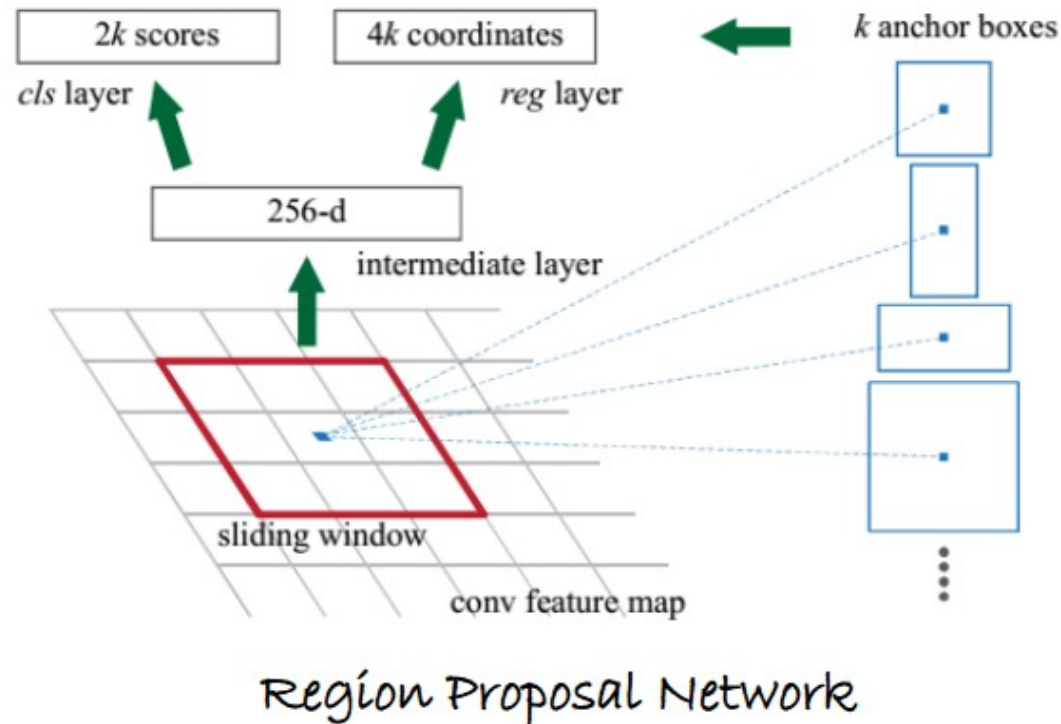 2k scores
4k coordinates
k anchor boxes
cls layer
reg layer
256-d
intermediate layer
sliding window
conv feature map
Region Proposal Network